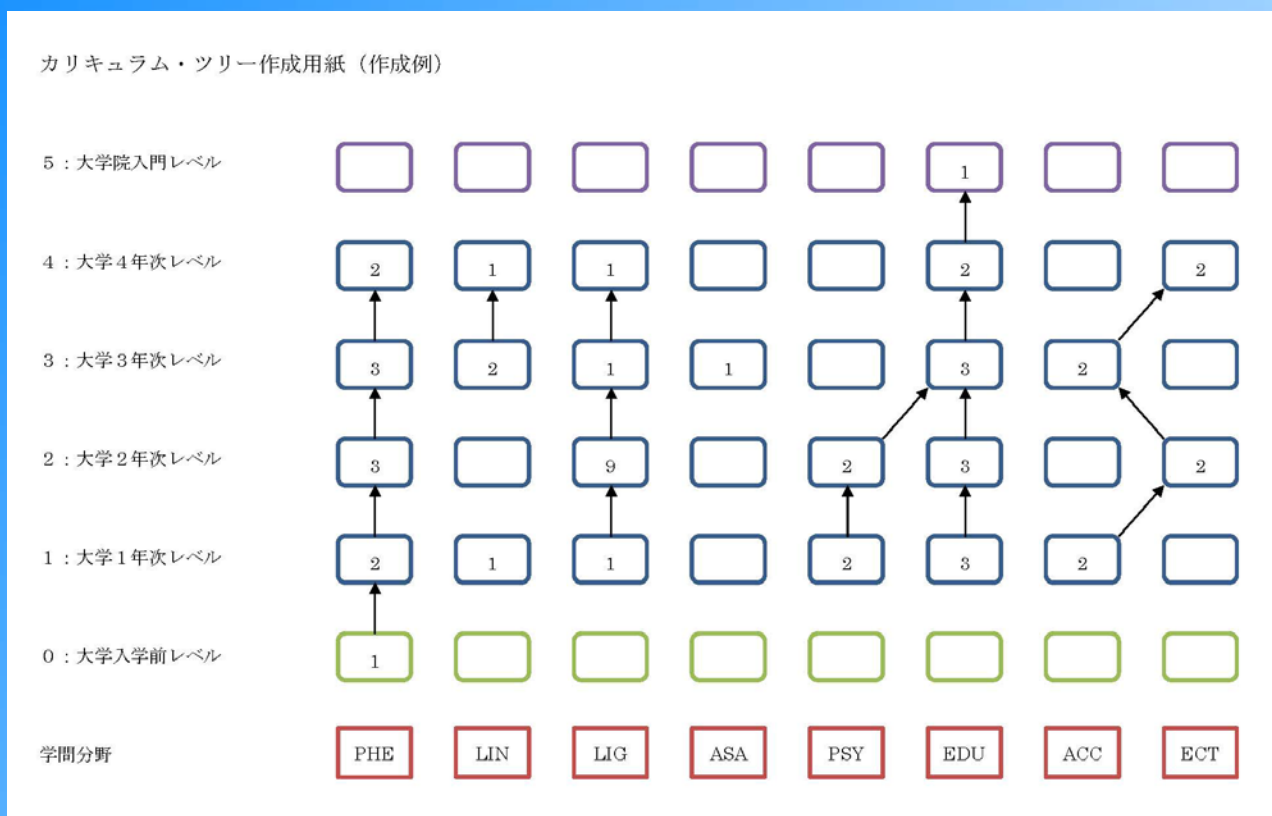 カリキュラム・ツリー作成用紙（作成例）
５：大学院入門レベル 1
４：大学４年次レベル 2 1 1 2 2
３：大学３年次レベル 3 2 1 1 3 2
２：大学２年次レベル 3 9 2 3 2
１：大学１年次レベル 2 1 1 2 3 2
０：大学入学前レベル 1
学問分野 PHE LIN LIG ASA PSY EDU ACC ECT